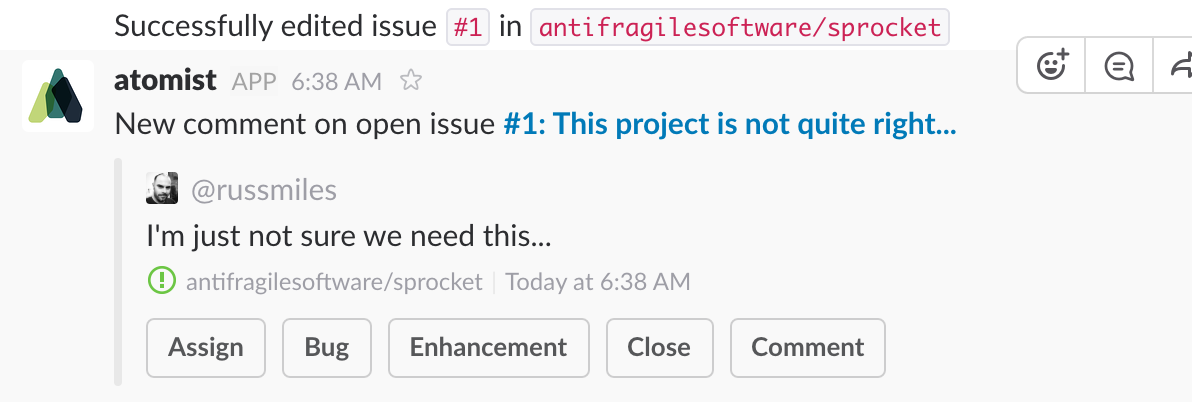 Successfully edited issue #1 in antifragilesoftware/sprocket
atomist APP 6:38 AM
New comment on open issue #1: This project is not quite right...
@russmiles
I'm just not sure we need this...
antifragilesoftware/sprocket Today at 6:38 AM
Assign Bug Enhancement Close Comment